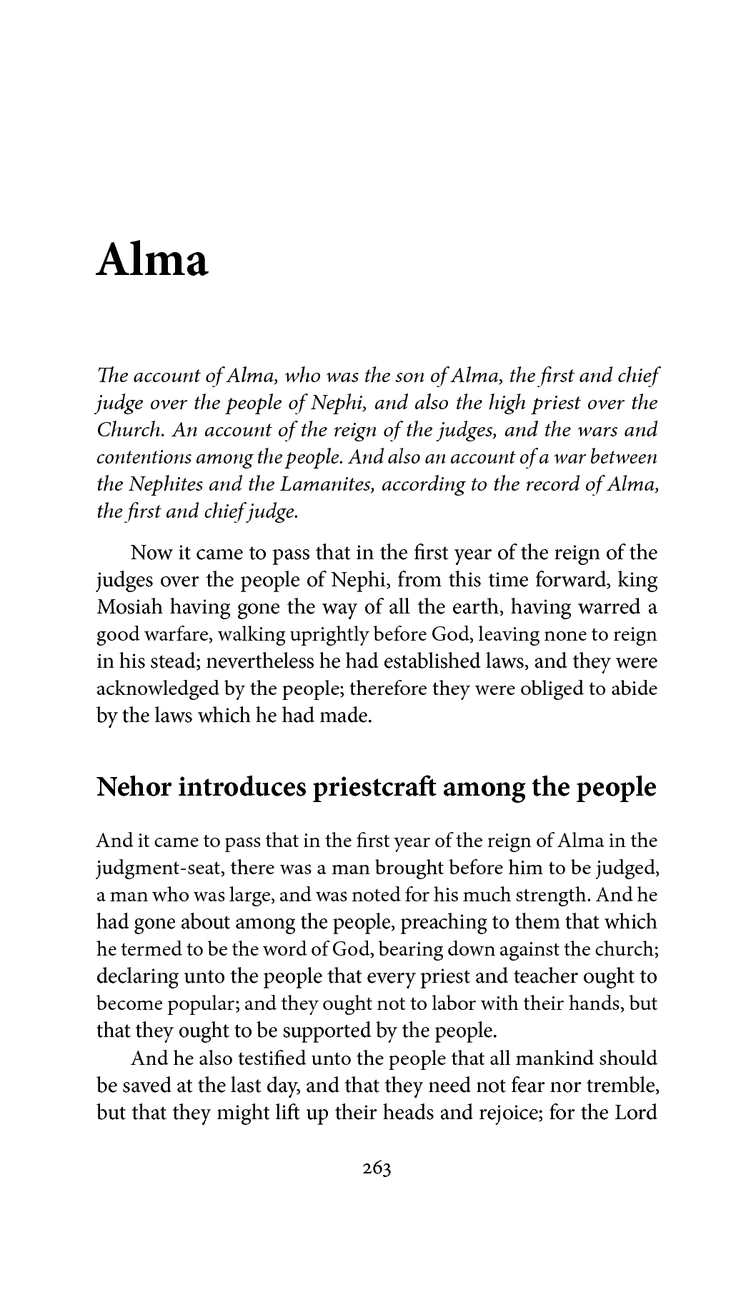 Alma
The account of Alma, who was the son of Alma, the first and chief
judge over the people of Nephi, and also the high priest over the
Church. An account of the reign of the judges, and the wars and
contentions among the people. And also an account of a war between
the Nephites and the Lamanites, according to the record of Alma,
the first and chief judge.
Now it came to pass that in the first year of the reign of the
judges over the people of Nephi, from this time forward, king
Mosiah having gone the way of all the earth, having warred a
good warfare, walking uprightly before God, leaving none to reign
in his stead; nevertheless he had established laws, and they were
acknowledged by the people; therefore they were obliged to abide
by the laws which he had made.
Nehor introduces priestcraft among the people
And it came to pass that in the first year of the reign of Alma in the
judgment-seat, there was a man brought before him to be judged,
a man who was large, and was noted for his much strength. And he
had gone about among the people, preaching to them that which
he termed to be the word of God, bearing down against the church;
declaring unto the people that every priest and teacher ought to
become popular; and they ought not to labor with their hands, but
that they ought to be supported by the people.
And he also testified unto the people that all mankind should
be saved at the last day, and that they need not fear nor tremble,
but that they might lift up their heads and rejoice; for the Lord
263